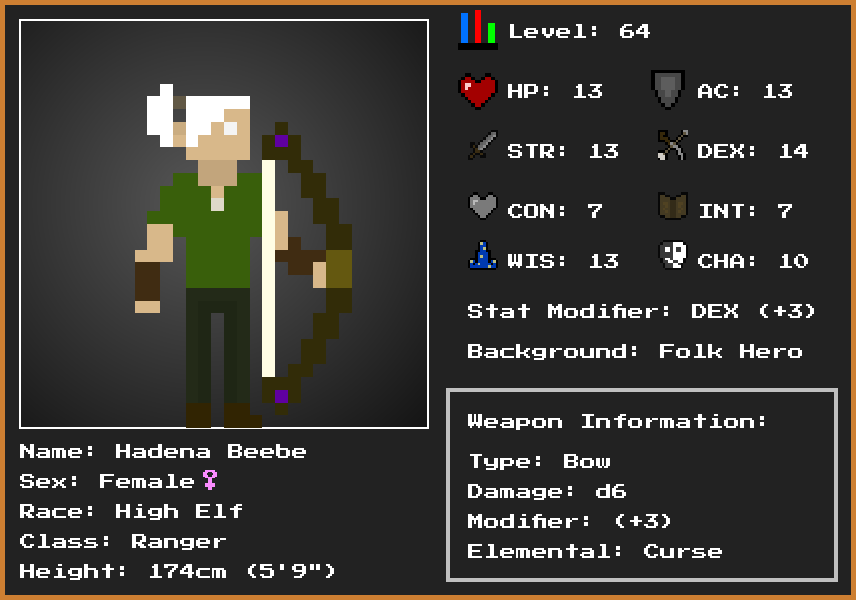 Level: 64
HP: 13
AC: 13
STR: 13
DEX: 14
CON: 7
INT: 7
WIS: 13
CHA: 10
Stat Modifier: DEX (+3)
Background: Folk Hero
Weapon Information:
Type: Bow
Damage: d6
Modifier: (+3)
Elemental: Curse
Name: Hadena Beebe
Sex: Female♀
Race: High Elf
Class: Ranger
Height: 174cm (5'9")